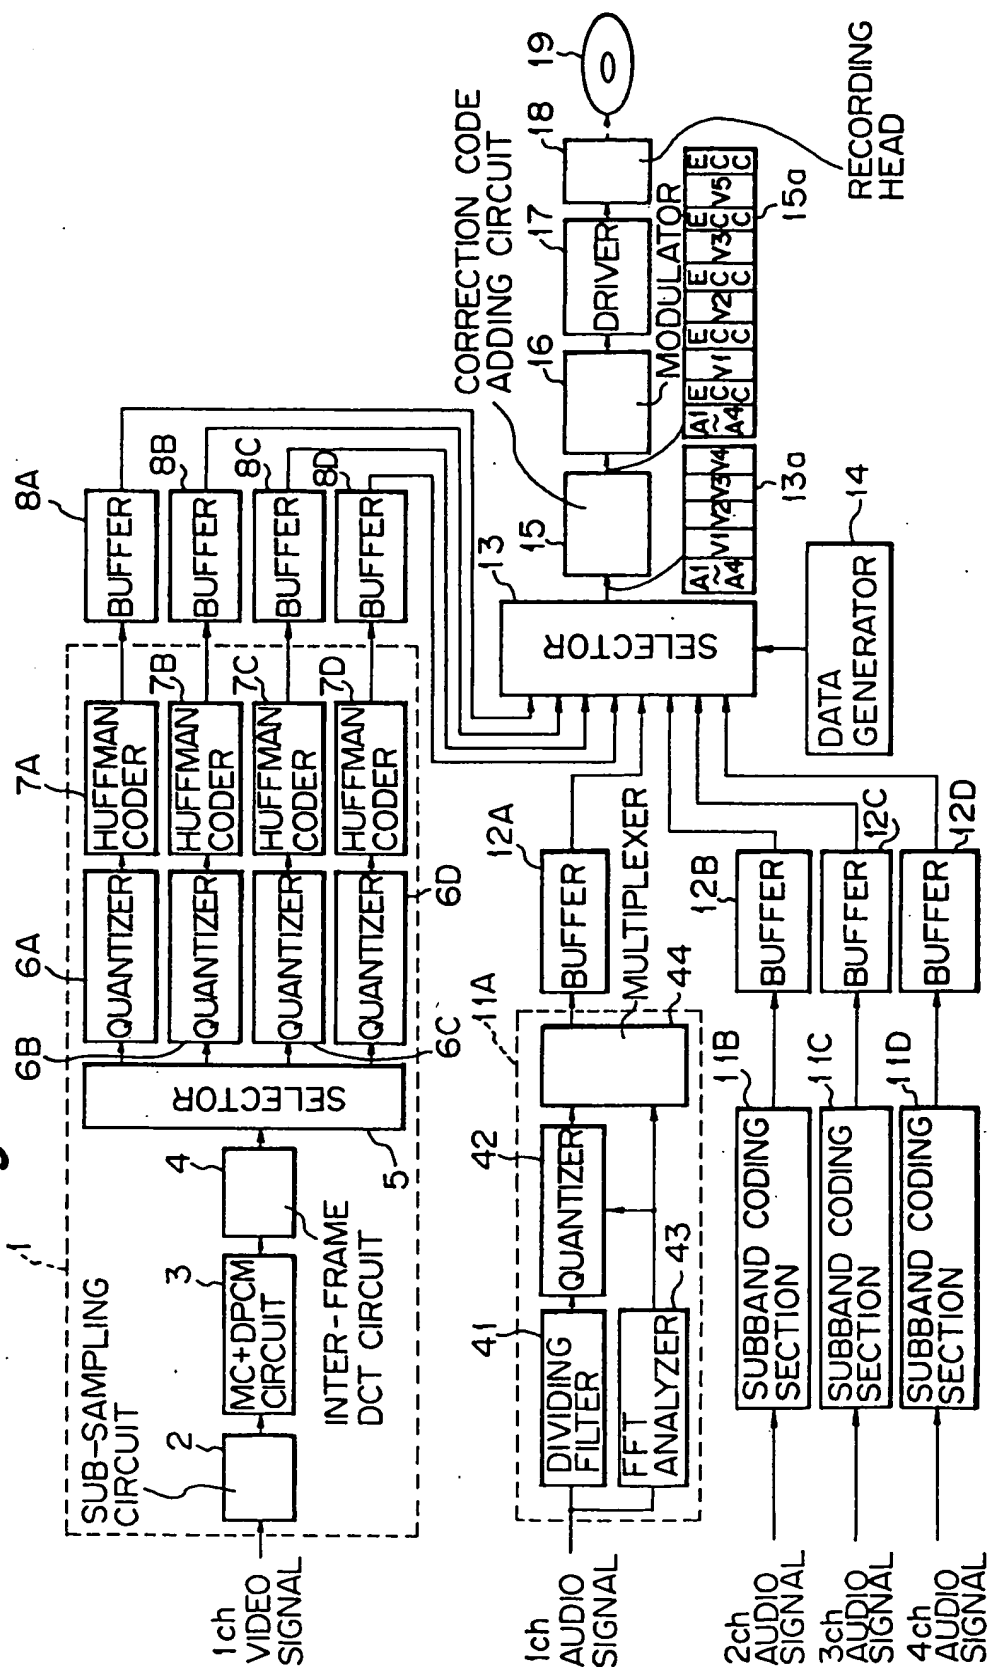 1
SUB-SAMPLING
CIRCUIT
2
3
MC+DPCM
CIRCUIT
4
INTER-FRAME
DCT CIRCUIT
5
SELECTOR
6A
6B
6C
6D
QUANTIZER
QUANTIZER
QUANTIZER
QUANTIZER
7A
HUFFMAN
CODER
7B
HUFFMAN
CODER
7C
HUFFMAN
CODER
7D
HUFFMAN
CODER
8A
BUFFER
8B
BUFFER
8C
BUFFER
8D
BUFFER
1ch
VIDEO
SIGNAL
1ch
AUDIO
SIGNAL
11A
41
DIVIDING
FILTER
42
QUANTIZER
FFT
ANALYZER
43
44
MULTIPLEXER
12A
BUFFER
2ch
AUDIO
SIGNAL
11B
SUBBAND CODING
SECTION
12B
BUFFER
3ch
AUDIO
SIGNAL
11C
SUBBAND CODING
SECTION
12C
BUFFER
4ch
AUDIO
SIGNAL
11D
SUBBAND CODING
SECTION
12D
BUFFER
13
SELECTOR
14
DATA
GENERATOR
CORRECTION CODE
ADDING CIRCUIT
15
16
MODULATOR
17
DRIVER
18
RECORDING
HEAD
19
A1
~
A4
V1
V2
V3
V4
13a
A1
~
A4
E
C
C
V1
E
C
C
V2
E
C
C
V3
E
C
C
V5
E
C
C
15a